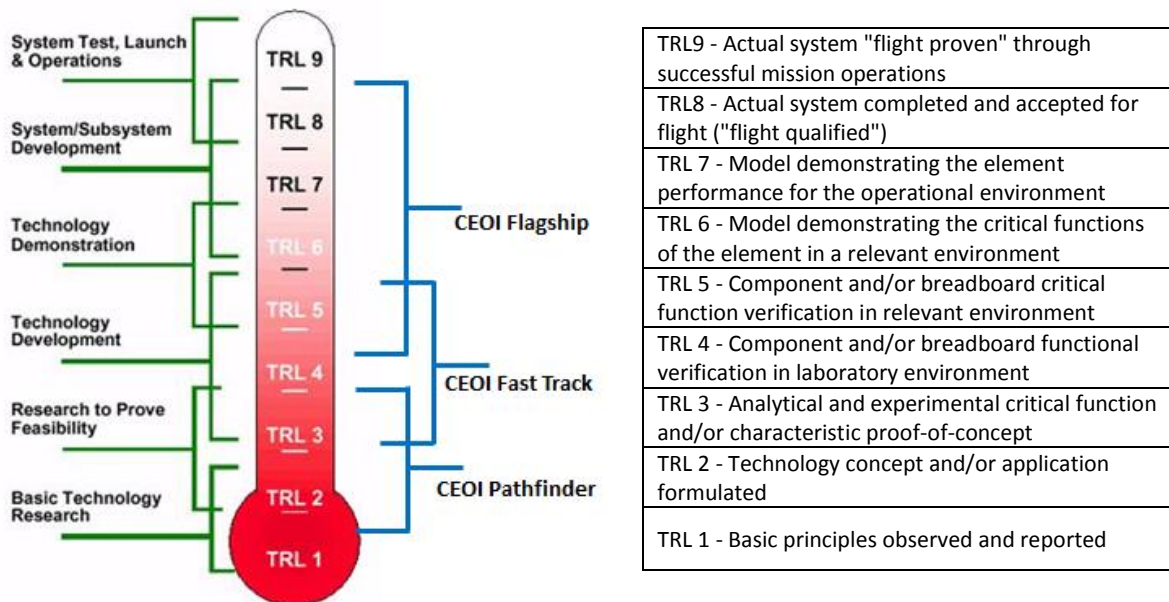 System Test, Launch
& Operations
System/Subsystem
Development
Technology
Demonstration
Technology
Development
Research to Prove
Feasibility
Basic Technology
Research
TRL 9
TRL 8
TRL 7
TRL 6
TRL 5
TRL 4
TRL 3
TRL 2
TRL 1
CEOI Flagship
CEOI Fast Track
CEOI Pathfinder
TRL9 - Actual system "flight proven" through
successful mission operations
TRL8 - Actual system completed and accepted for
flight ("flight qualified")
TRL 7 - Model demonstrating the element
performance for the operational environment
TRL 6 - Model demonstrating the critical functions
of the element in a relevant environment
TRL 5 - Component and/or breadboard critical
function verification in relevant environment
TRL 4 - Component and/or breadboard functional
verification in laboratory environment
TRL 3 - Analytical and experimental critical function
and/or characteristic proof-of-concept
TRL 2 - Technology concept and/or application
formulated
TRL 1 - Basic principles observed and reported